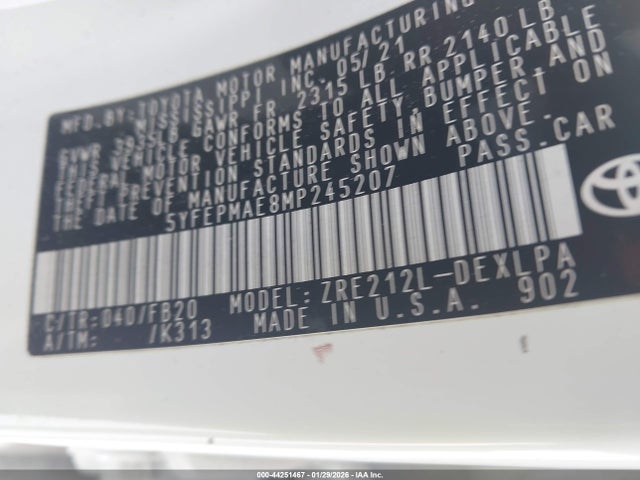 MFD.BY:TOYOTA MOTOR MANUFACTURING
MISSISSIPPI INC. 05/21
GVWR 3935LB GAWR FR. 2315 LB RR 2140 LB
THIS VEHICLE CONFORMS TO ALL APPLICABLE
FEDERAL MOTOR VEHICLE SAFETY, BUMPER, AND
THEFT PREVENTION STANDARDS IN EFFECT ON
THE DATE OF MANUFACTURE SHOWN ABOVE.
5YFEPMAE8MP245207 PASS.CAR
C/TR:040/FB20 MODEL: ZRE212L-DEXLPA
A/TM: /K313 MADE IN U.S.A. 902
000-44251467 | 01/29/2026 | IAA Inc.